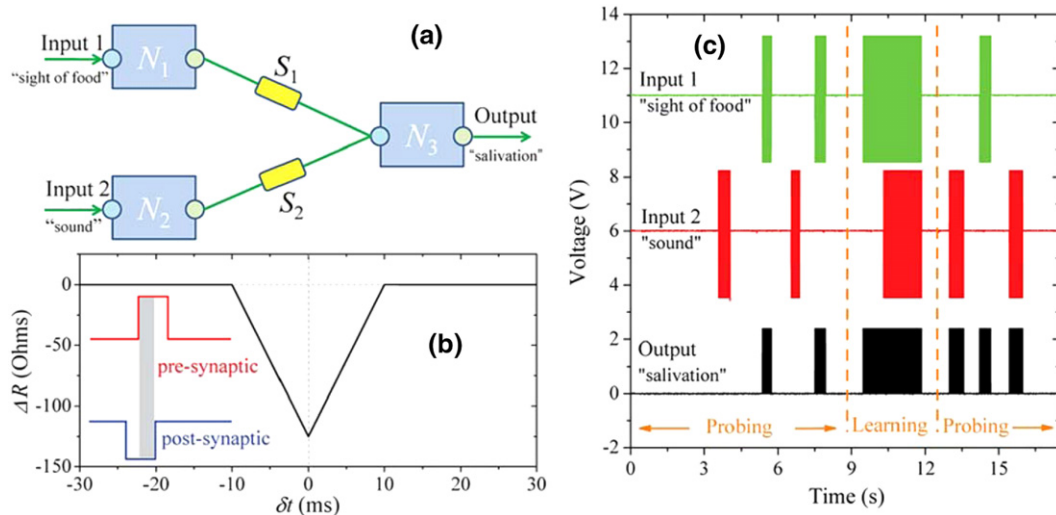 (a)
Input 1
"sight of food"
N1
S1
Output
N3
"salivation"
Input 2
"sound"
N2
S2
(b)
0
-50
-100
-150
ΔR (Ohms)
pre-synaptic
post-synaptic
-30 -20 -10 0 10 20 30
δt (ms)
(c)
14
12
10
8
6
4
2
0
-2
Voltage (V)
Input 1
"sight of food"
Input 2
"sound"
Output
"salivation"
Probing Learning Probing
0 3 6 9 12 15
Time (s)